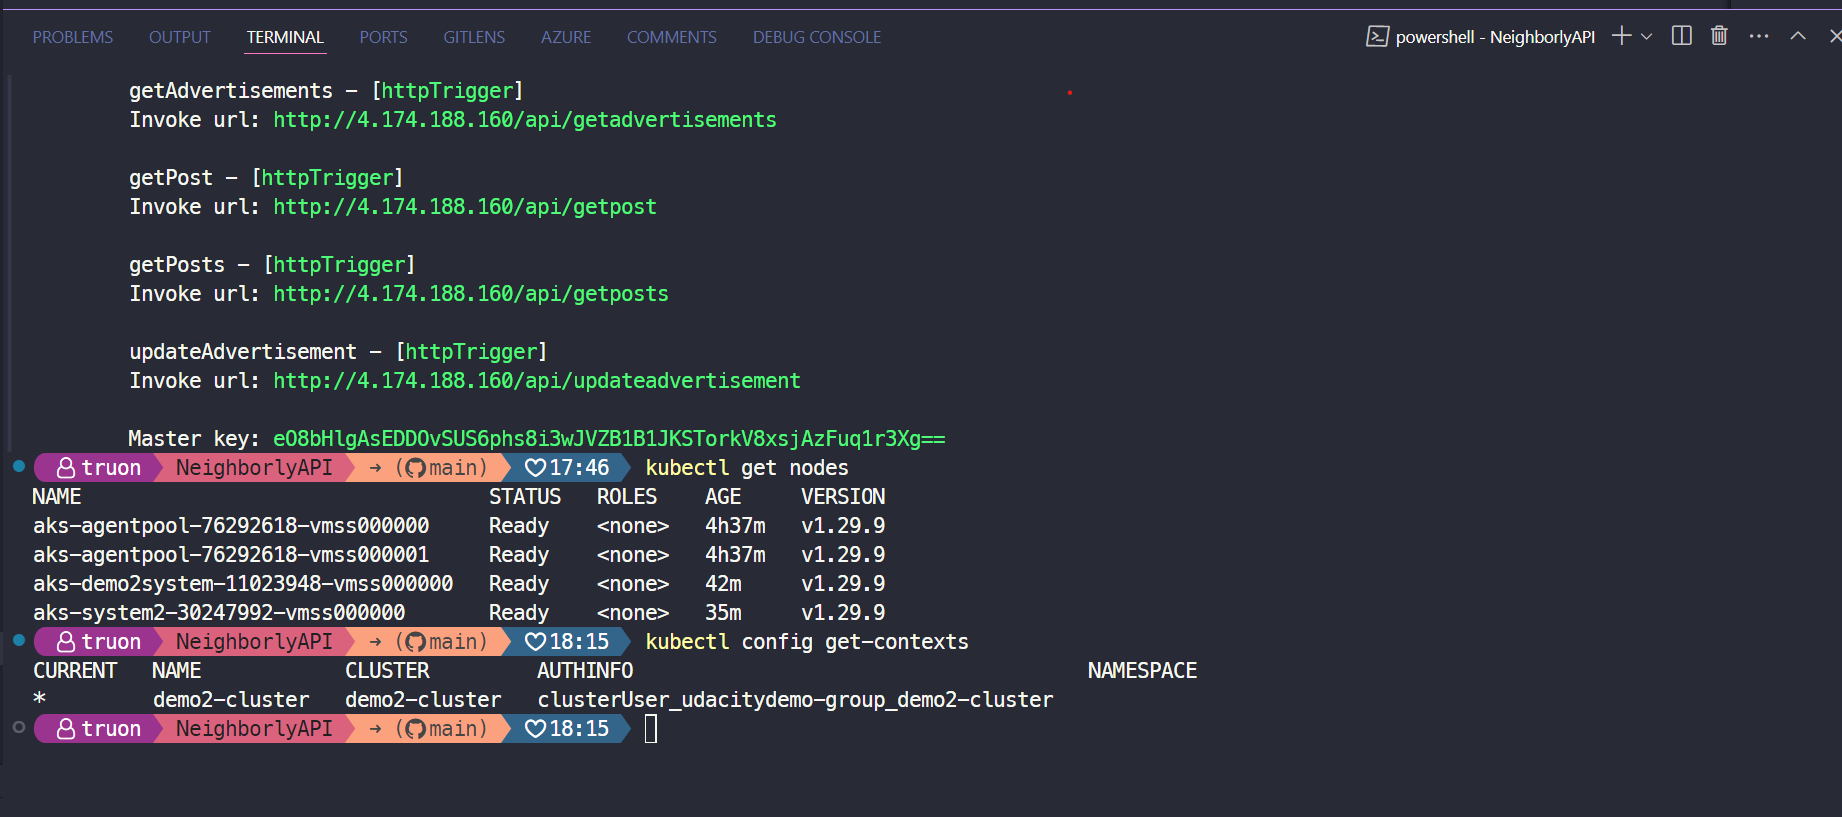 PROBLEMS OUTPUT TERMINAL PORTS GITLENS AZURE COMMENTS DEBUG CONSOLE powershell - NeighborlyAPI
getAdvertisements - [httpTrigger]
Invoke url: http://4.174.188.160/api/getadvertisements
getPost - [httpTrigger]
Invoke url: http://4.174.188.160/api/getpost
getPosts - [httpTrigger]
Invoke url: http://4.174.188.160/api/getposts
updateAdvertisement - [httpTrigger]
Invoke url: http://4.174.188.160/api/updateadvertisement
Master key: eO8bHlgAsEDDOvSUS6phs8i3wJVZB1B1JKSTorkV8xsjAzFuq1r3Xg==
truon NeighborlyAPI → (main) 17:46 kubectl get nodes
NAME STATUS ROLES AGE VERSION
aks-agentpool-76292618-vmss000000 Ready <none> 4h37m v1.29.9
aks-agentpool-76292618-vmss000001 Ready <none> 4h37m v1.29.9
aks-demo2system-11023948-vmss000000 Ready <none> 42m v1.29.9
aks-system2-30247992-vmss000000 Ready <none> 35m v1.29.9
truon NeighborlyAPI → (main) 18:15 kubectl config get-contexts
CURRENT NAME CLUSTER AUTHINFO NAMESPACE
* demo2-cluster demo2-cluster clusterUser_udacitydemo-group_demo2-cluster
truon NeighborlyAPI → (main) 18:15